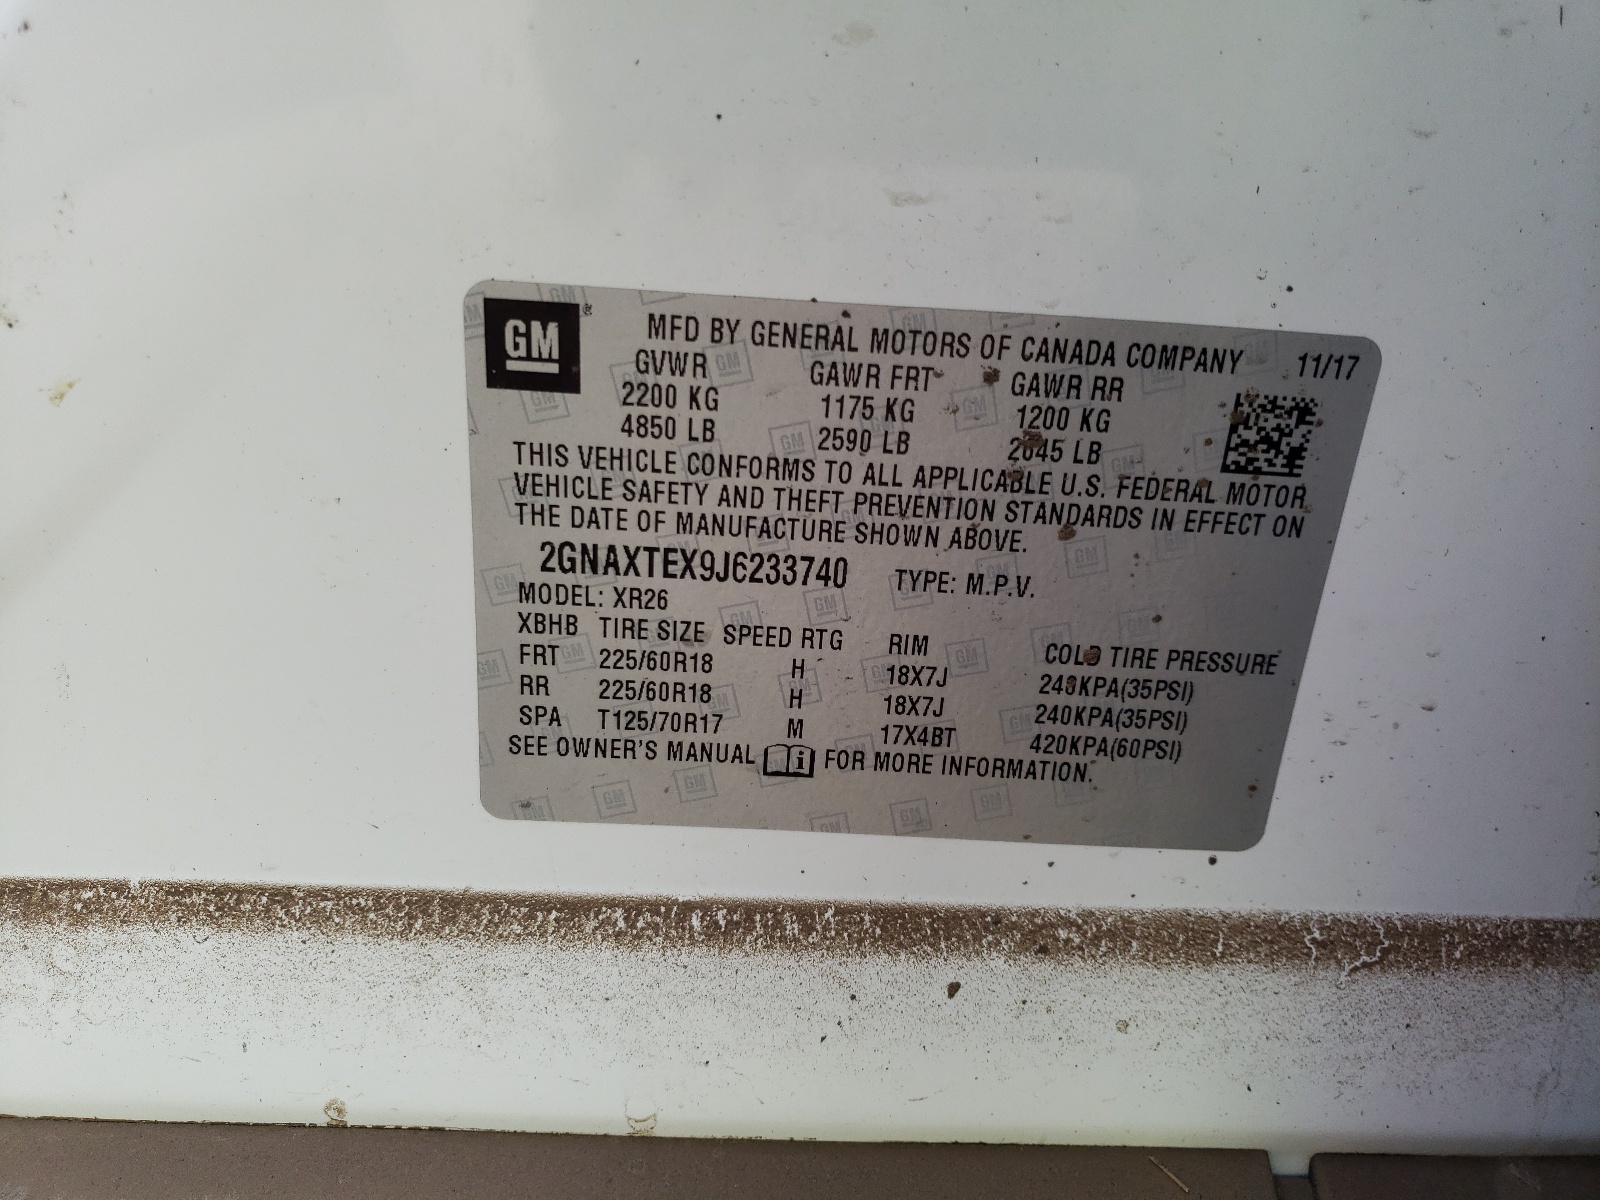 GM ®
MFD BY GENERAL MOTORS OF CANADA COMPANY 11/17
GVWR GAWR FRT GAWR RR
2200 KG 1175 KG 1200 KG
4850 LB 2590 LB 2645 LB
THIS VEHICLE CONFORMS TO ALL APPLICABLE U.S. FEDERAL MOTOR
VEHICLE SAFETY AND THEFT PREVENTION STANDARDS IN EFFECT ON
THE DATE OF MANUFACTURE SHOWN ABOVE.
2GNAXTEX9J6233740 TYPE: M.P.V.
MODEL: XR26
XBHB TIRE SIZE SPEED RTG RIM COLD TIRE PRESSURE
FRT 225/60R18 H 18X7J 240KPA(35PSI)
RR 225/60R18 H 18X7J 240KPA(35PSI)
SPA T125/70R17 M 17X4BT 420KPA(60PSI)
SEE OWNER'S MANUAL i FOR MORE INFORMATION.